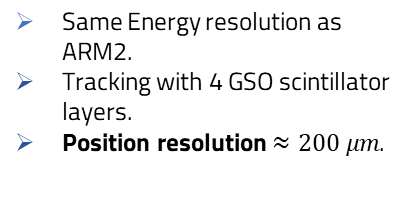 Same Energy resolution as
ARM2.
Tracking with 4 GSO scintillator
layers.
Position resolution ≈ 200 μm.